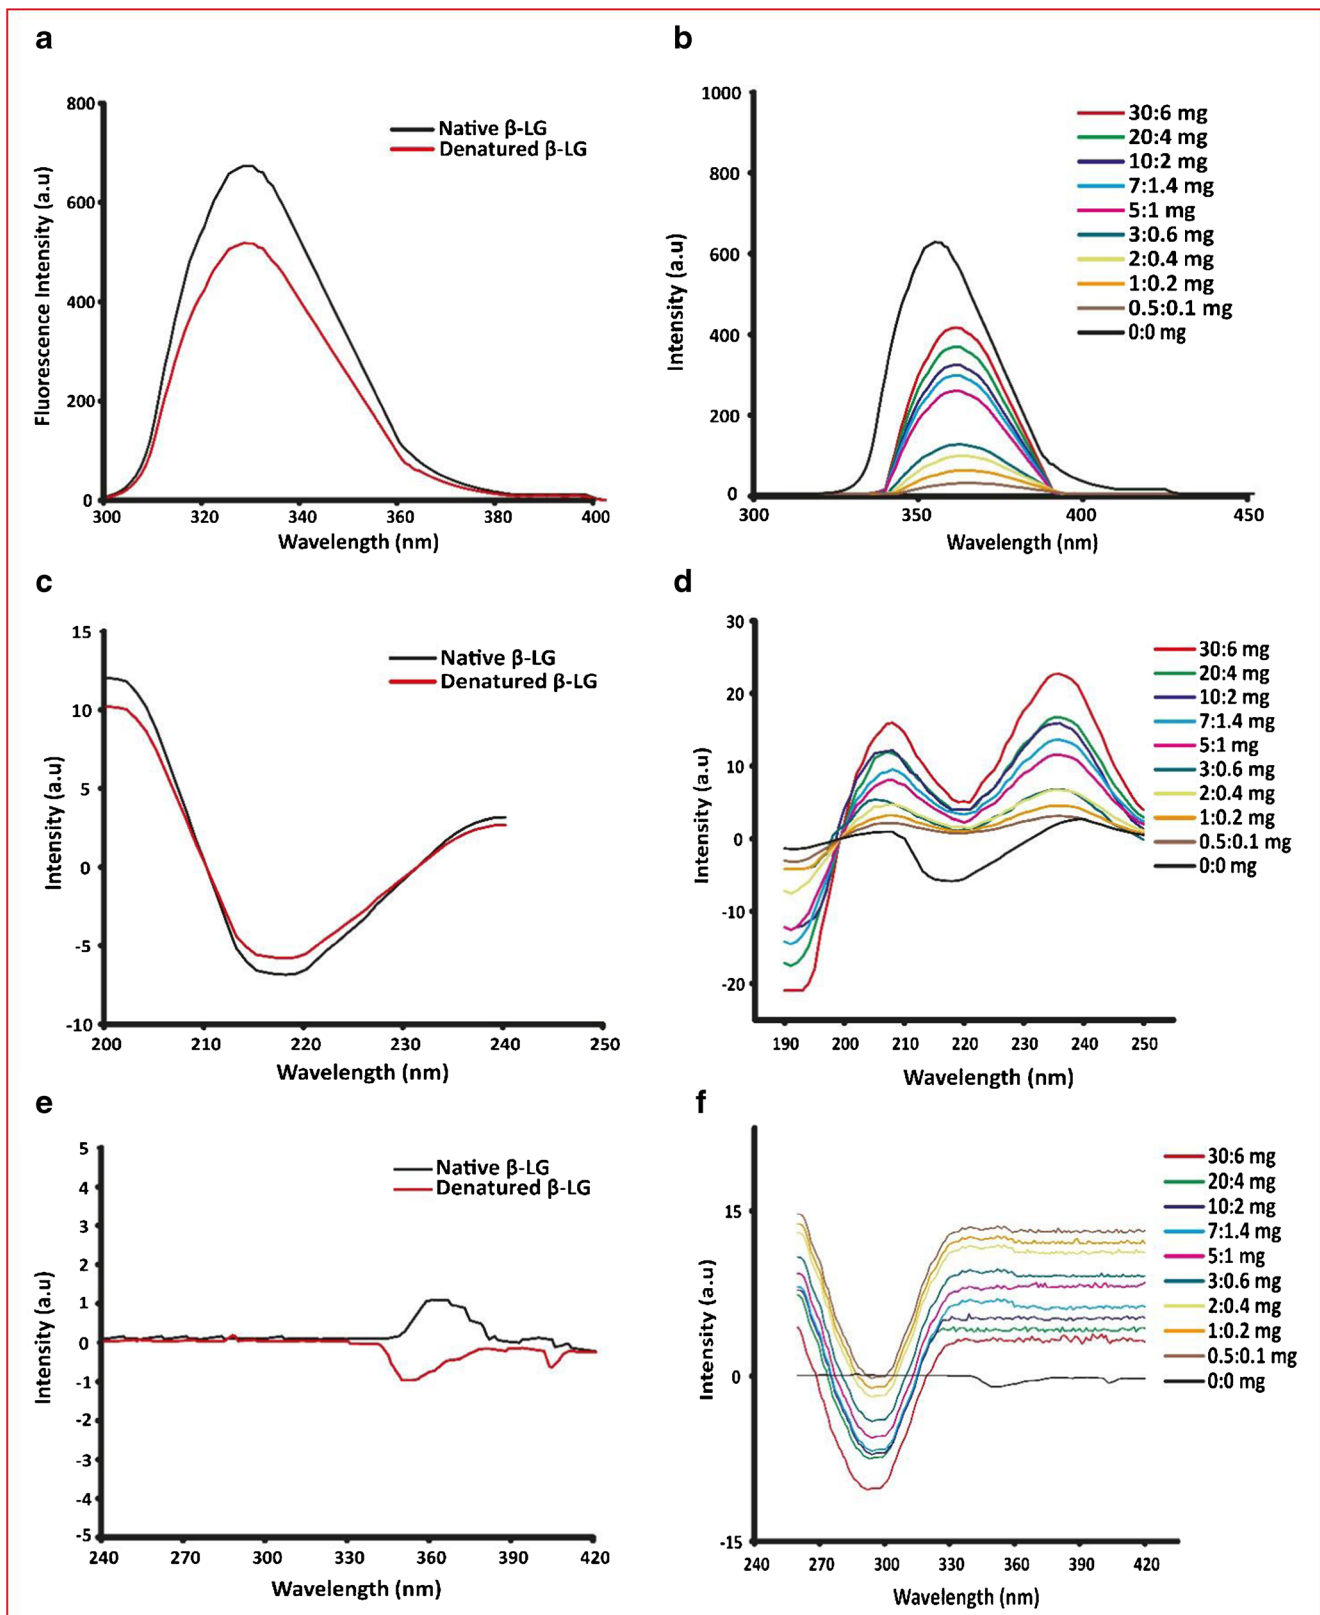 a
800
600
400
200
0
300 320 340 360 380 400
Fluorescence Intensity (a.u)
Wavelength (nm)
Native β-LG
Denatured β-LG
b
1000
800
600
400
200
0
300 350 400 450
Intensity (a.u)
Wavelength (nm)
30:6 mg
20:4 mg
10:2 mg
7:1.4 mg
5:1 mg
3:0.6 mg
2:0.4 mg
1:0.2 mg
0.5:0.1 mg
0:0 mg
c
15
10
5
0
-5
-10
200 210 220 230 240 250
Intensity (a.u)
Wavelength (nm)
Native β-LG
Denatured β-LG
d
30
20
10
0
-10
-20
190 200 210 220 230 240 250
Intensity (a.u)
Wavelength (nm)
30:6 mg
20:4 mg
10:2 mg
7:1.4 mg
5:1 mg
3:0.6 mg
2:0.4 mg
1:0.2 mg
0.5:0.1 mg
0:0 mg
e
5
4
3
2
1
0
-1
-2
-3
-4
-5
240 270 300 330 360 390 420
Intensity (a.u)
Wavelength (nm)
Native β-LG
Denatured β-LG
f
15
0
-15
240 270 300 330 360 390 420
Intensity (a.u)
Wavelength (nm)
30:6 mg
20:4 mg
10:2 mg
7:1.4 mg
5:1 mg
3:0.6 mg
2:0.4 mg
1:0.2 mg
0.5:0.1 mg
0:0 mg